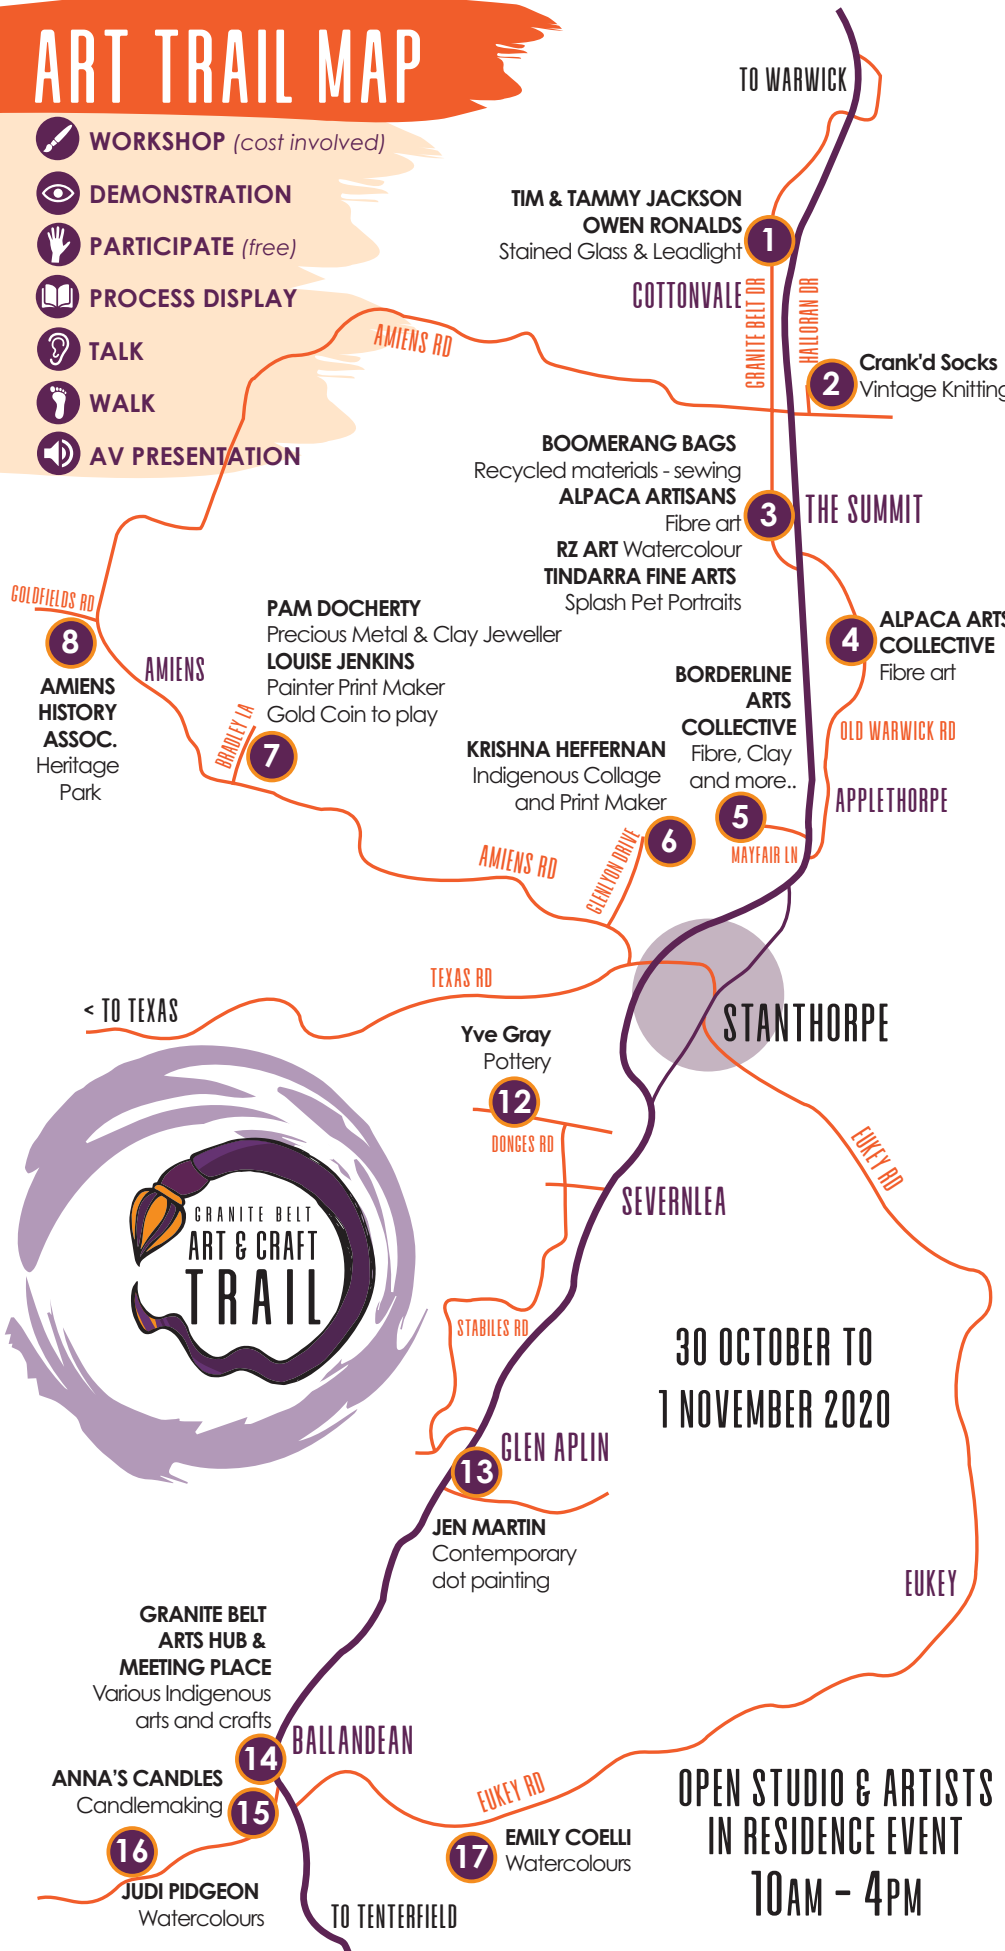 ART TRAIL MAP
WORKSHOP (cost involved)
DEMONSTRATION
PARTICIPATE (free)
PROCESS DISPLAY
TALK
WALK
AV PRESENTATION
TO WARWICK
TIM & TAMMY JACKSON
OWEN RONALDS
Stained Glass & Leadlight
1
COTTONVALE
GRANITE BELT DR
HALLORAN DR
AMIENS RD
2
Crank'd Socks
Vintage Knitting
BOOMERANG BAGS
Recycled materials - sewing
ALPACA ARTISANS
Fibre art
RZ ART Watercolour
TINDARRA FINE ARTS
Splash Pet Portraits
3
THE SUMMIT
GOLDFIELDS RD
8
AMIENS
HISTORY
ASSOC.
Heritage
Park
AMIENS
PAM DOCHERTY
Precious Metal & Clay Jeweller
LOUISE JENKINS
Painter Print Maker
Gold Coin to play
BRADLEY LA
7
4
ALPACA ARTS
COLLECTIVE
Fibre art
BORDERLINE
ARTS
COLLECTIVE
Fibre, Clay
and more..
5
MAYFAIR LN
OLD WARWICK RD
APPLETHORPE
KRISHNA HEFFERNAN
Indigenous Collage
and Print Maker
6
GLENLYON DRIVE
AMIENS RD
TEXAS RD
< TO TEXAS
STANTHORPE
Yve Gray
Pottery
12
DONGES RD
EUKEY RD
SEVERNLEA
GRANITE BELT
ART & CRAFT
TRAIL
STABILES RD
30 OCTOBER TO
1 NOVEMBER 2020
GLEN APLIN
13
JEN MARTIN
Contemporary
dot painting
EUKEY
GRANITE BELT
ARTS HUB &
MEETING PLACE
Various Indigenous
arts and crafts
14
BALLANDEAN
ANNA'S CANDLES
Candlemaking
15
16
JUDI PIDGEON
Watercolours
EUKEY RD
17
EMILY COELLI
Watercolours
TO TENTERFIELD
OPEN STUDIO & ARTISTS
IN RESIDENCE EVENT
10AM - 4PM